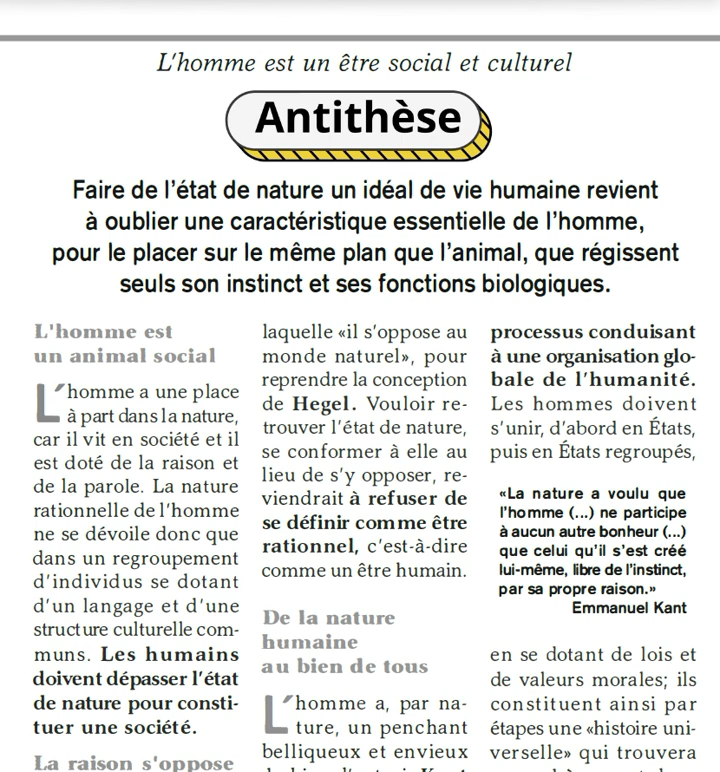 L'homme est un être social et culturel
Antithèse
Faire de l'état de nature un idéal de vie humaine revient
à oublier une caractéristique essentielle de l'homme,
pour le placer sur le même plan que l'animal, que régissent
seuls son instinct et ses fonctions biologiques.
L'homme est
un animal social
L'homme a une place
à part dans la nature,
car il vit en société et il
est doté de la raison et
de la parole. La nature
rationnelle de l'homme
ne se dévoile donc que
dans un regroupement
d'individus se dotant
d'un langage et d'une
structure culturelle com-
muns. Les humains
doivent dépasser l'état
de nature pour consti-
tuer une société.
La raison s'oppose
laquelle «il s'oppose au
monde naturel», pour
reprendre la conception
de Hegel. Vouloir re-
trouver l'état de nature,
se conformer à elle au
lieu de s'y opposer, re-
viendrait à refuser de
se définir comme être
rationnel, c'est-à-dire
comme un être humain.
De la nature
humaine
au bien de tous
L'homme a, par na-
ture, un penchant
belliqueux et envieux
processus conduisant
à une organisation glo-
bale de l'humanité.
Les hommes doivent
s'unir, d'abord en États,
puis en États regroupés,
«La nature a voulu que
l'homme (...) ne participe
à aucun autre bonheur (...)
que celui qu'il s'est créé
lui-même, libre de l'instinct,
par sa propre raison.»
Emmanuel Kant
en se dotant de lois et
de valeurs morales; ils
constituent ainsi par
étapes une «histoire uni-
verselle» qui trouvera